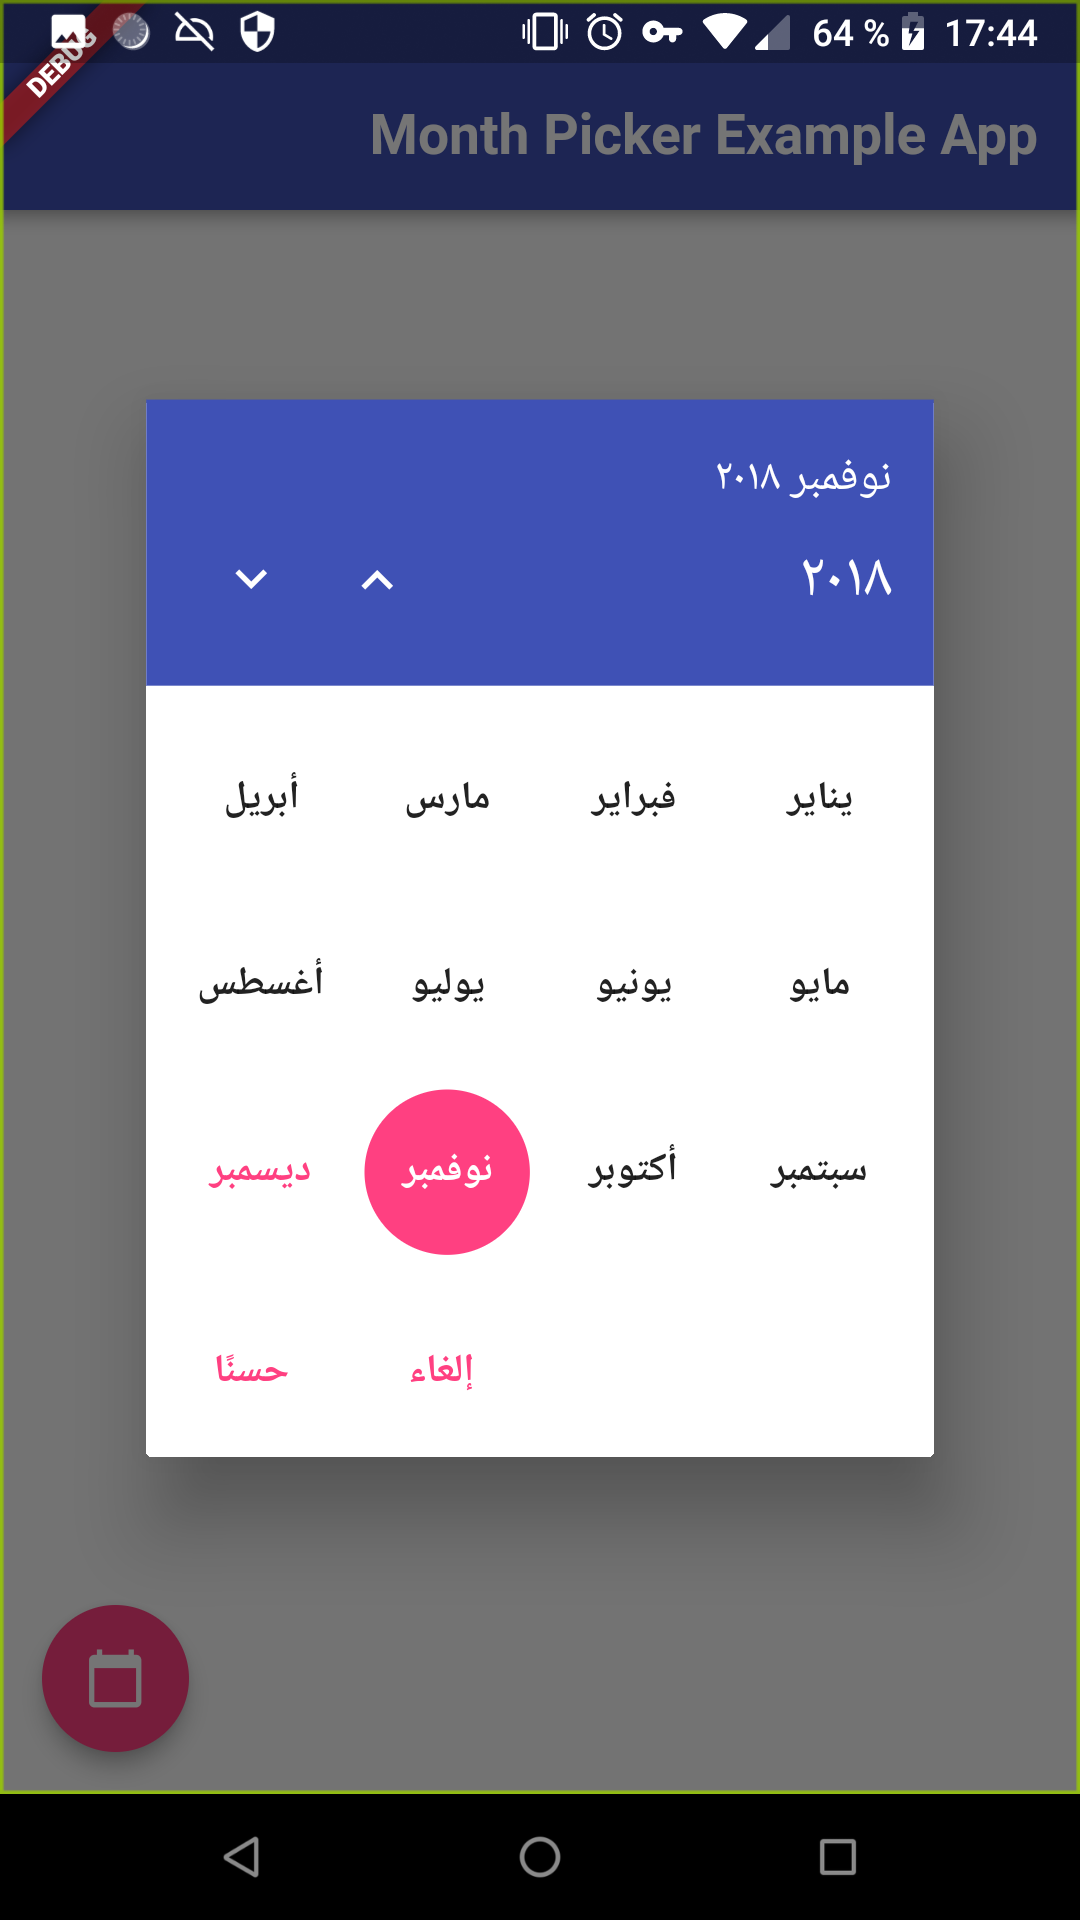 64 % 17:44
DEBUG
Month Picker Example App
نوفمبر ٢٠١٨
٢٠١٨
يناير فبراير مارس أبريل
مايو يونيو يوليو أغسطس
سبتمبر أكتوبر نوفمبر ديسمبر
إلغاء حسنًا